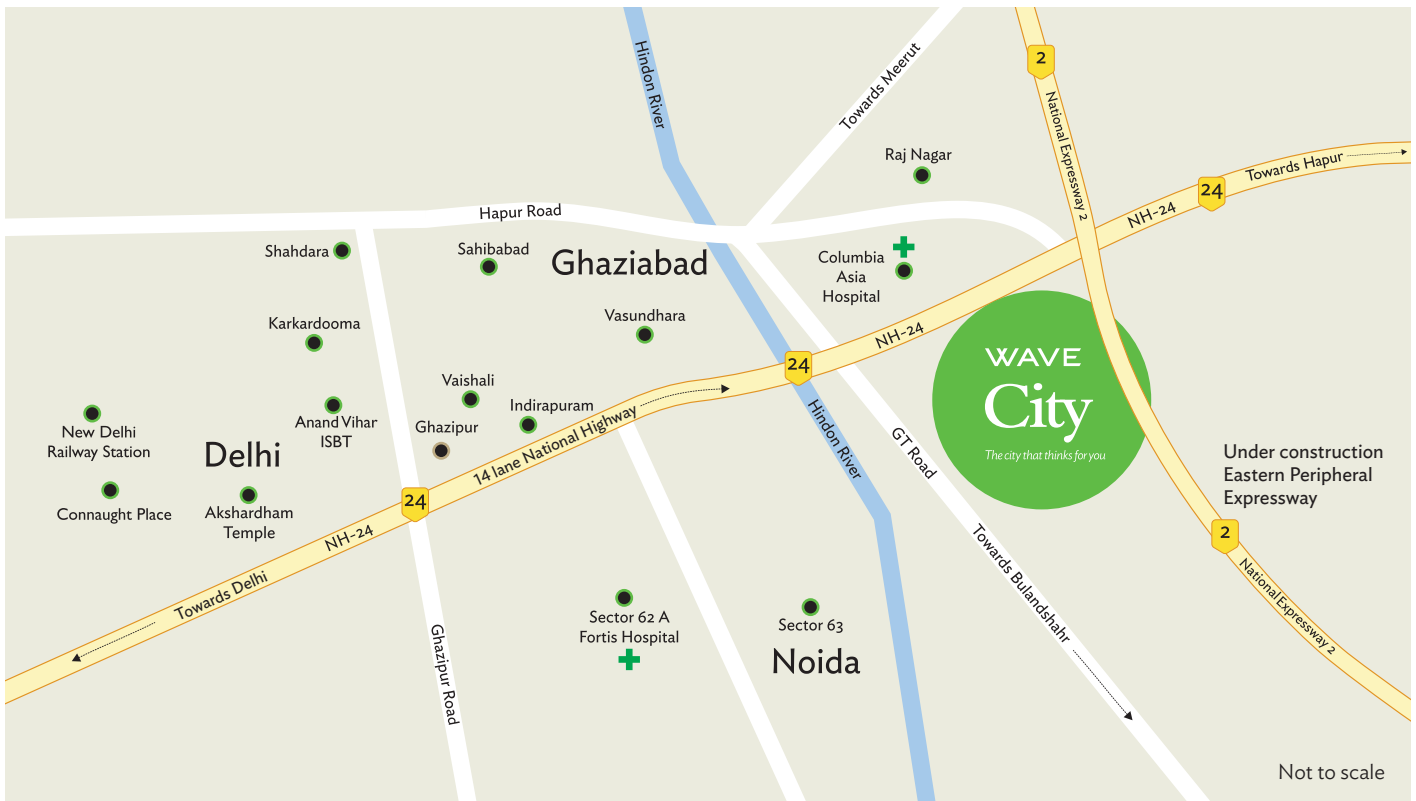 Hindon River
Towards Meerut
2
National Expressway 2
Raj Nagar
24
Towards Hapur
NH-24
Hapur Road
Shahdara
Sahibabad
Ghaziabad
Columbia
Asia
Hospital
Karkardooma
Vasundhara
NH-24
24
WAVE
City
The city that thinks for you
Vaishali
Indirapuram
Anand Vihar
ISBT
Ghazipur
14 lane National Highway
Hindon River
GT Road
New Delhi
Railway Station
Delhi
Under construction
Eastern Peripheral
Expressway
Connaught Place
Akshardham
Temple
24
NH-24
2
Towards Delhi
Towards Bulandshahr
National Expressway 2
Sector 62 A
Fortis Hospital
Sector 63
Noida
Ghazipur Road
Not to scale